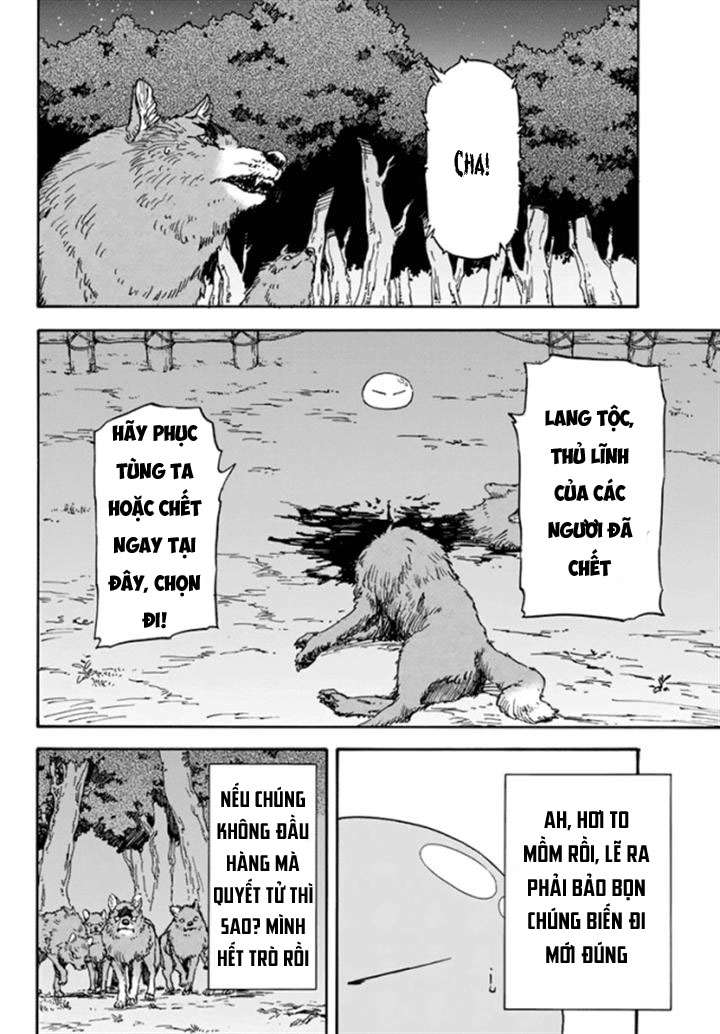 CHA!
LANG TỘC,
THỦ LĨNH
CỦA CÁC
NGƯƠI ĐÃ
CHẾT
HÃY PHỤC
TÙNG TA
HOẶC CHẾT
NGAY TẠI
ĐÂY, CHỌN
ĐI!
AH, HƠI TO
MỒM RỒI, LẼ RA
PHẢI BẢO BỌN
CHÚNG BIẾN ĐI
MỚI ĐÚNG
NẾU CHÚNG
KHÔNG ĐẦU
HÀNG MÀ
QUYẾT TỬ THÌ
SAO? MÌNH
HẾT TRÒ RỒI